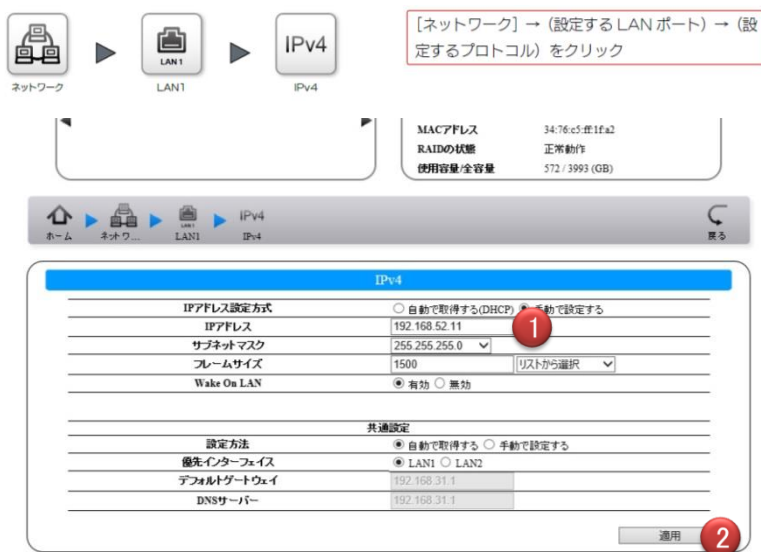 [ネットワーク] → (設定する LAN ポート) → (設
定するプロトコル) をクリック
LAN 1
IPv4
ネットワーク
LAN1
IPv4
MACアドレス 34:76:c5:ff:1f:a2
RAIDの状態 正常動作
使用容量/全容量 572 / 3993 (GB)
IPv4
ホーム
ネットワ...
LAN1
IPv4
戻る
IPv4
IPアドレス設定方式 自動で取得する(DHCP) 手動で設定する
IPアドレス 192.168.52.11
1
サブネットマスク 255.255.255.0
フレームサイズ 1500 リストから選択
Wake On LAN 有効 無効
共通設定
設定方法 自動で取得する 手動で設定する
優先インターフェイス LAN1 LAN2
デフォルトゲートウェイ 192.168.31.1
DNSサーバー 192.168.31.1
適用
2